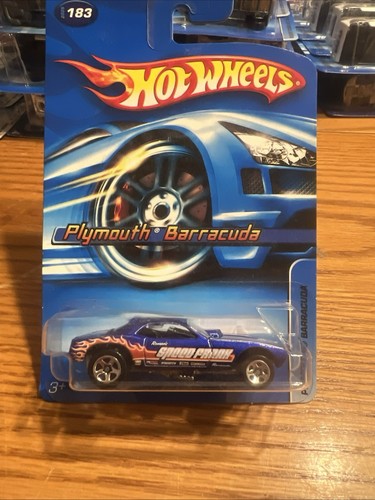 183
HOT WHEELS
Plymouth® Barracuda
BARRACUDA
SPEED FREAK
3+